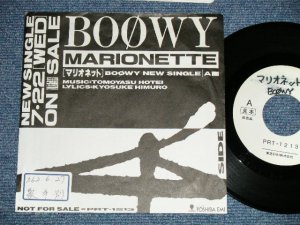 NEW SINGLE
7・22 WED
ON SALE
BOØWY
MARIONETTE
[マリオネット] BOØWY NEW SINGLE A面
MUSIC・TOMOYASU HOTEI
LYLICS・KYOSUKE HIMURO
SIDE
NOT FOR SALE
PRT-1213
TOSHIBA EMI
マリオネット
BOØWY
A
見本
PRT-1213